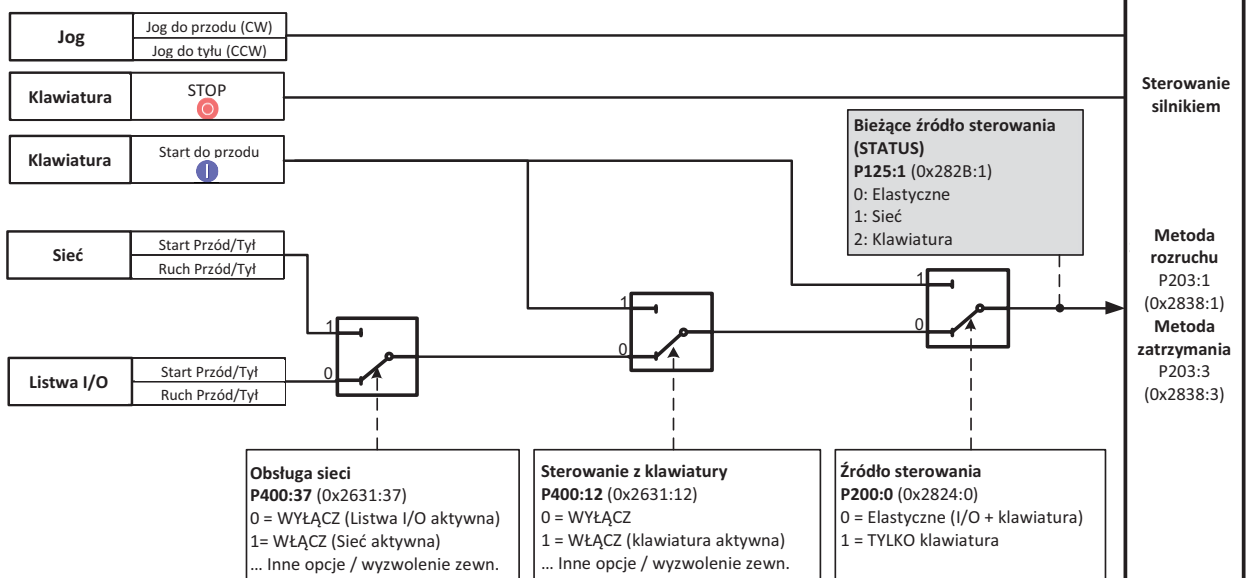 Jog
Jog do przodu (CW)
Jog do tyłu (CCW)
Klawiatura
STOP
Klawiatura
Start do przodu
Sieć
Start Przód/Tył
Ruch Przód/Tył
Listwa I/O
Start Przód/Tył
Ruch Przód/Tył
1
0
1
0
1
0
Bieżące źródło sterowania
(STATUS)
P125:1 (0x282B:1)
0: Elastyczne
1: Sieć
2: Klawiatura
Sterowanie
silnikiem
Metoda
rozruchu
P203:1
(0x2838:1)
Metoda
zatrzymania
P203:3
(0x2838:3)
Obsługa sieci
P400:37 (0x2631:37)
0 = WYŁĄCZ (Listwa I/O aktywna)
1= WŁĄCZ (Sieć aktywna)
... Inne opcje / wyzwolenie zewn.
Sterowanie z klawiatury
P400:12 (0x2631:12)
0 = WYŁĄCZ
1 = WŁĄCZ (klawiatura aktywna)
... Inne opcje / wyzwolenie zewn.
Źródło sterowania
P200:0 (0x2824:0)
0 = Elastyczne (I/O + klawiatura)
1 = TYLKO klawiatura